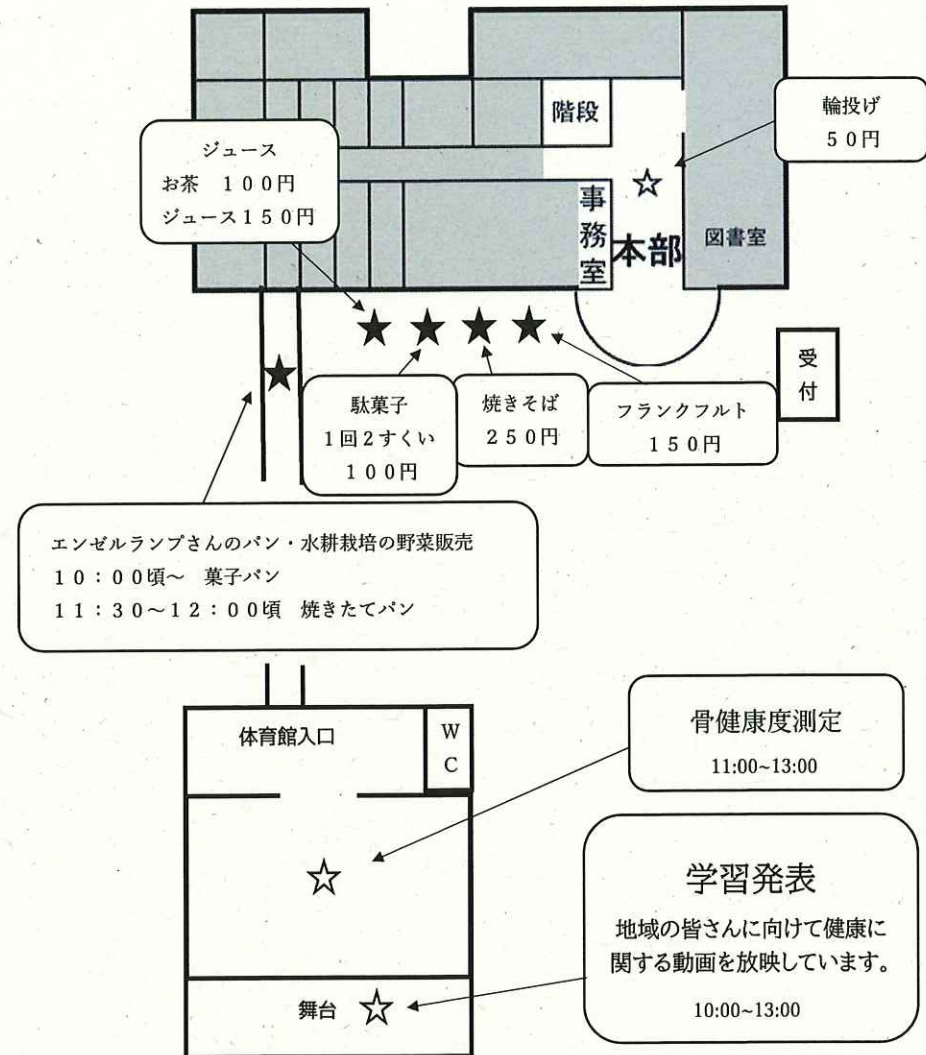 階段
輪投げ
５０円
ジュース
お茶　１００円
ジュース１５０円
事務室
本部
図書室
受付
駄菓子
１回２すくい
１００円
焼きそば
２５０円
フランクフルト
１５０円
エンゼルランプさんのパン・水耕栽培の野菜販売
１０：００頃～　菓子パン
１１：３０～１２：００頃　焼きたてパン
体育館入口
WC
骨健康度測定
11:00~13:00
学習発表
地域の皆さんに向けて健康に
関する動画を放映しています。
10:00~13:00
舞台